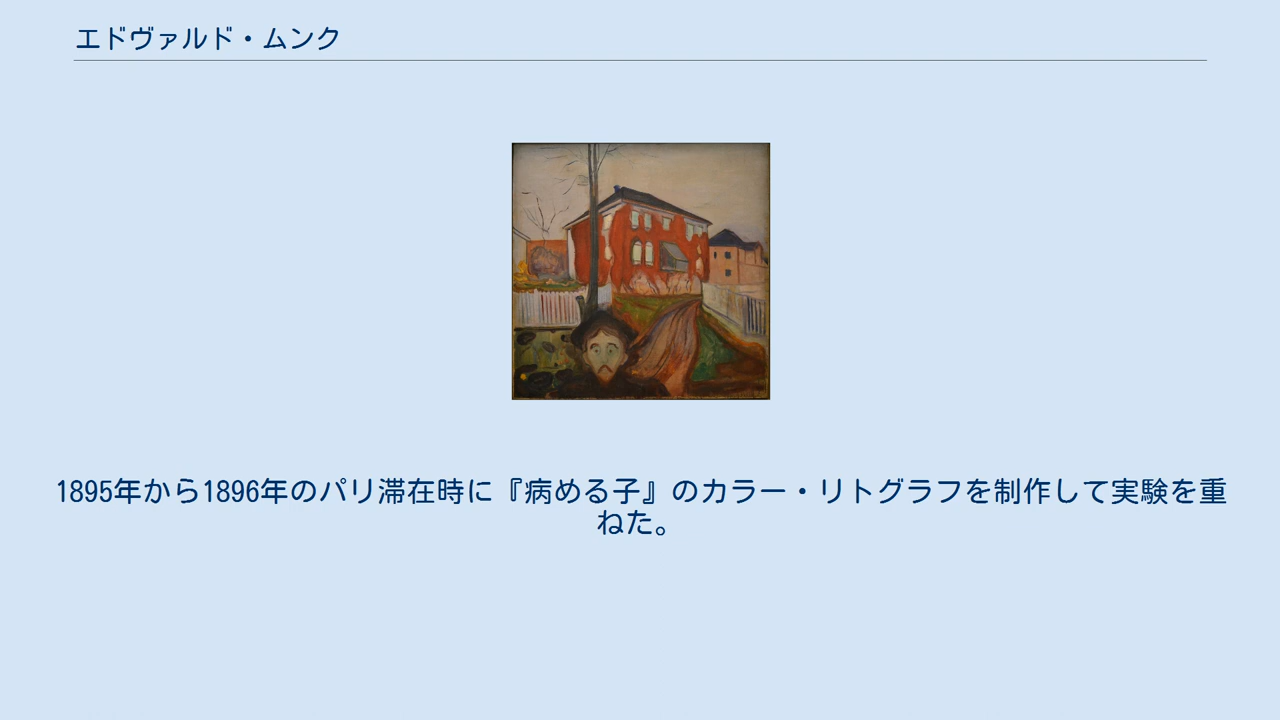 エドヴァルド・ムンク
1895年から1896年のパリ滞在時に『病める子』のカラー・リトグラフを制作して実験を重
ねた。